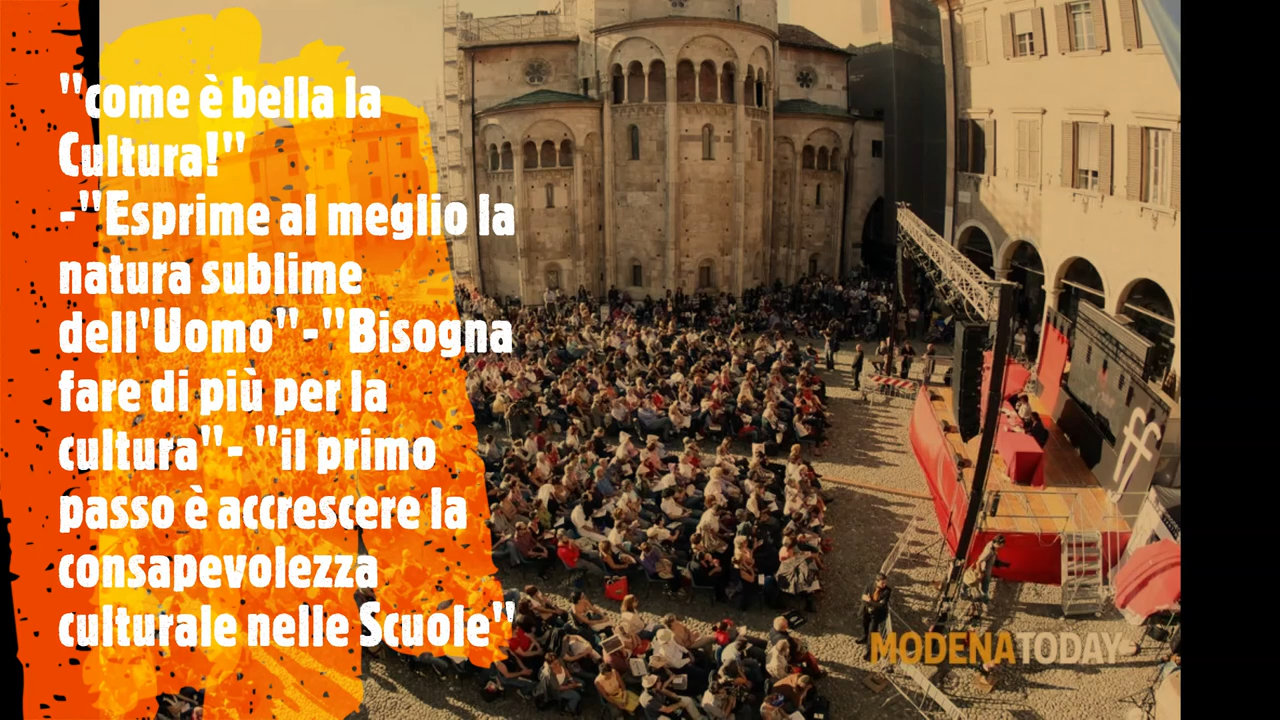 "come è bella la
Cultura!"
-"Esprime al meglio la
natura sublime
dell'Uomo"-"Bisogna
fare di più per la
cultura"- "il primo
passo è accrescere la
consapevolezza
culturale nelle Scuole"
ff
MODENATODAY